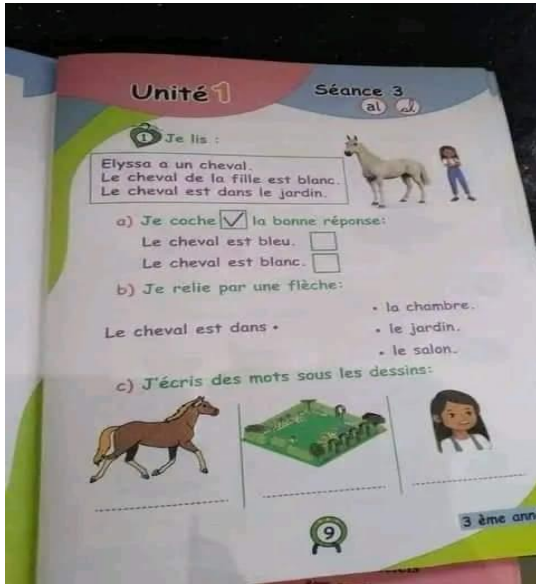 Unité 1
Séance 3
al al
1 Je lis :
Elyssa a un cheval.
Le cheval de la fille est blanc.
Le cheval est dans le jardin.
a) Je coche ✓ la bonne réponse:
Le cheval est bleu.
Le cheval est blanc.
b) Je relie par une flèche:
• la chambre.
Le cheval est dans • • le jardin.
• le salon.
c) J'écris des mots sous les dessins:
9
3 ème ann